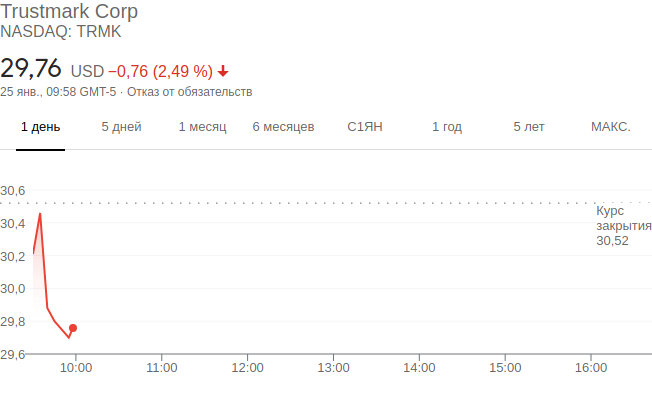 Trustmark Corp
NASDAQ: TRMK
29,76 USD −0,76 (2,49 %)
25 янв., 09:58 GMT-5 · Отказ от обязательств
1 день 5 дней 1 месяц 6 месяцев С1ЯН 1 год 5 лет МАКС.
30,6
30,4
30,2
30,0
29,8
29,6
Курс
закрытия
30,52
10:00 11:00 12:00 13:00 14:00 15:00 16:00